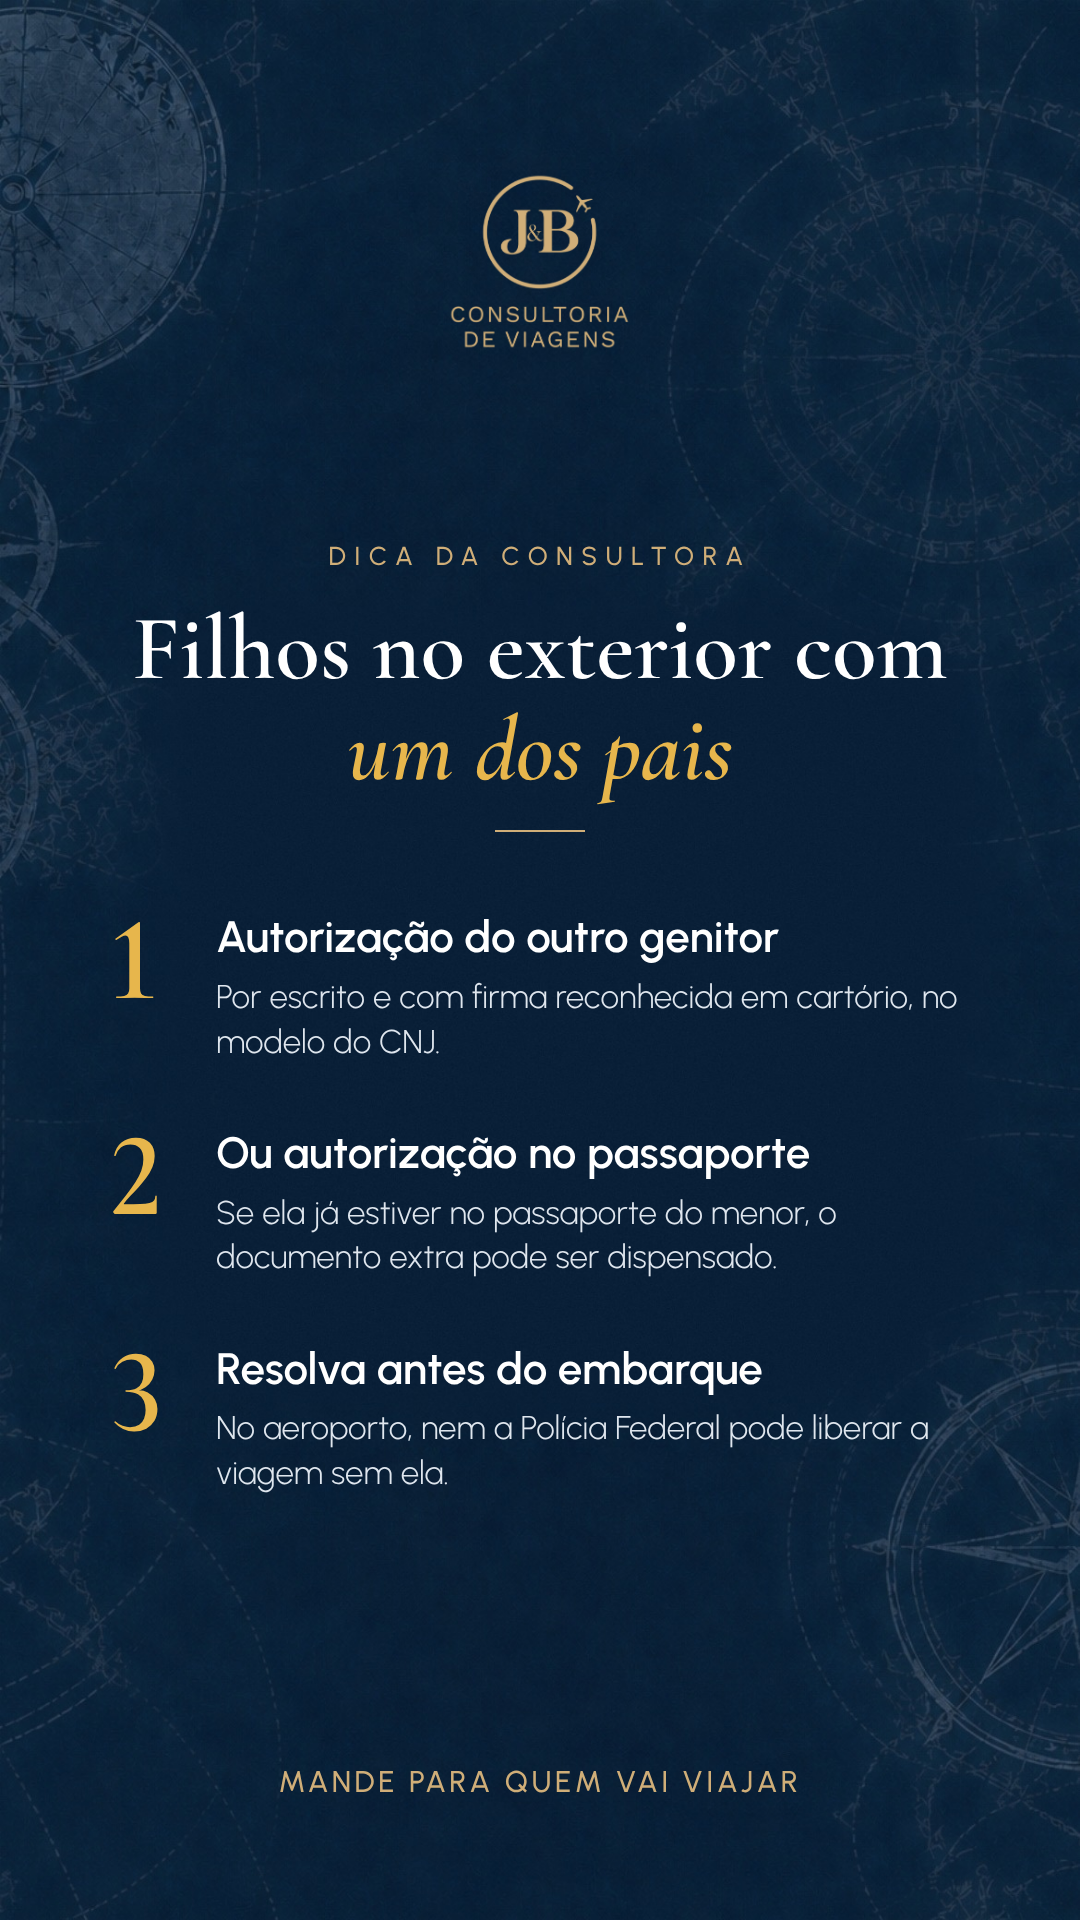 J&B
CONSULTORIA
DE VIAGENS
DICA DA CONSULTORA
Filhos no exterior com
um dos pais
1
Autorização do outro genitor
Por escrito e com firma reconhecida em cartório, no
modelo do CNJ.
2
Ou autorização no passaporte
Se ela já estiver no passaporte do menor, o
documento extra pode ser dispensado.
3
Resolva antes do embarque
No aeroporto, nem a Polícia Federal pode liberar a
viagem sem ela.
MANDE PARA QUEM VAI VIAJAR